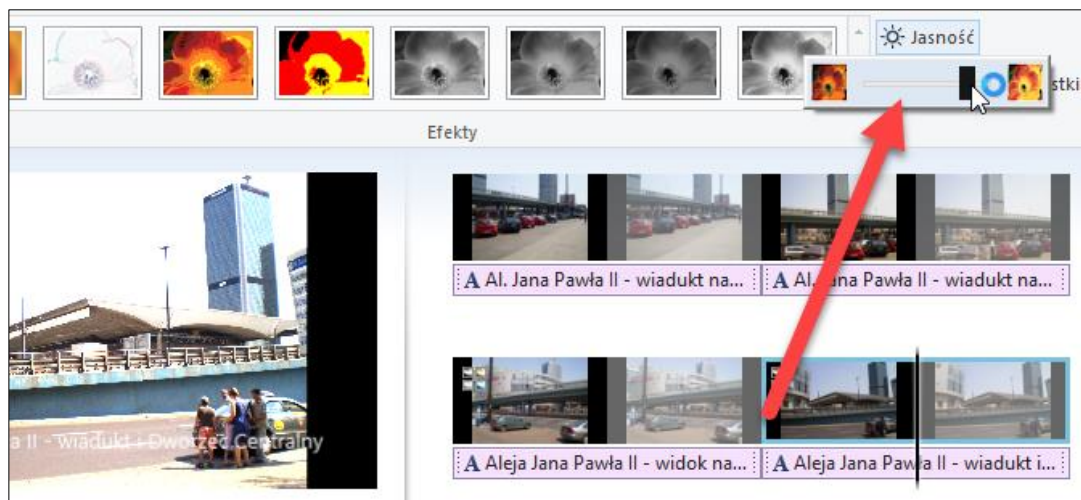 Jasność
stki
Efekty
a II - wiadukt i Dworzec Centralny
A Al. Jana Pawła II - wiadukt na...
A Al. Jana Pawła II - wiadukt na...
A Aleja Jana Pawła II - widok na...
A Aleja Jana Pawła II - wiadukt i...